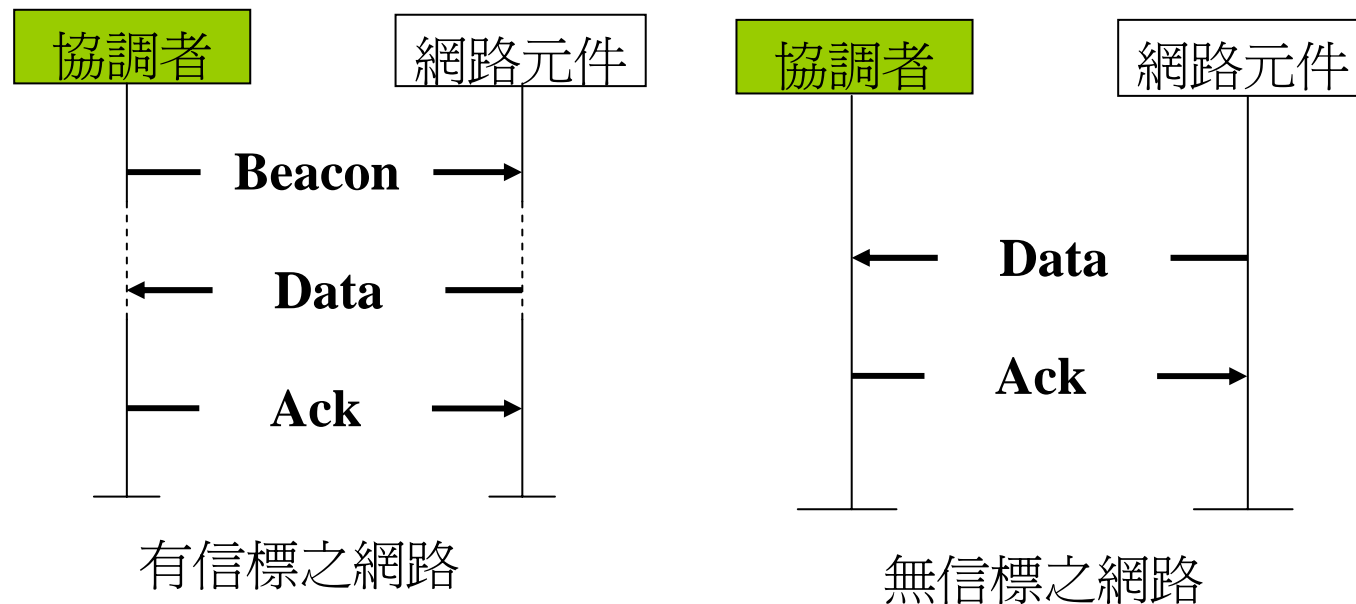 協調者
網路元件
Beacon
Data
Ack
有信標之網路
協調者
網路元件
Data
Ack
無信標之網路